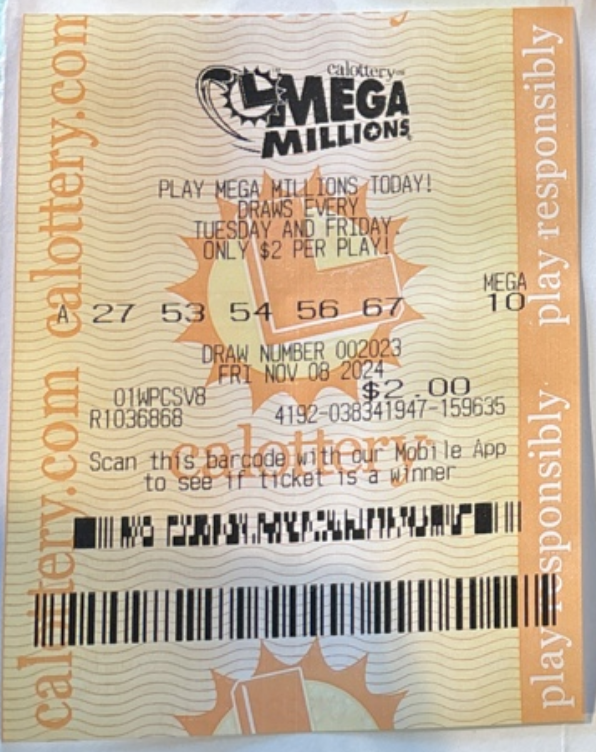 calottery
MEGA
MILLIONS
PLAY MEGA MILLIONS TODAY!
DRAWS EVERY
TUESDAY AND FRIDAY.
ONLY $2 PER PLAY!
MEGA
A 27 53 54 56 67 10
DRAW NUMBER 002023
FRI NOV 08 2024
$2.00
01WPCSV8
R1036868 4192-038341947-159635
calottery
Scan this barcode with our Mobile App
to see if ticket is a winner
calottery.com calottery.com
play responsibly play responsibly